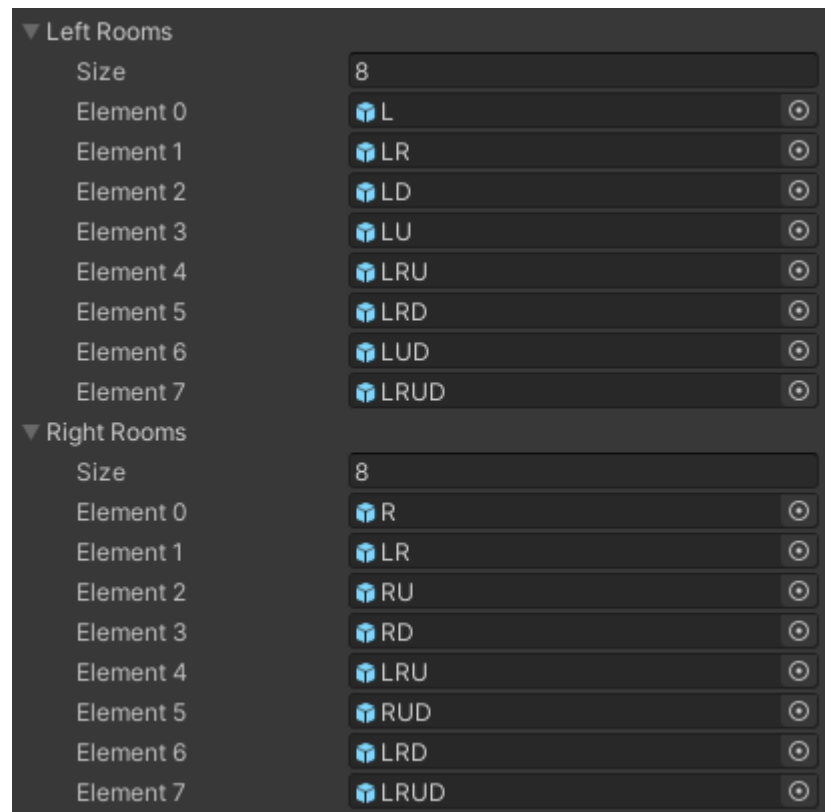 Left Rooms
Size 8
Element 0 L
Element 1 LR
Element 2 LD
Element 3 LU
Element 4 LRU
Element 5 LRD
Element 6 LUD
Element 7 LRUD
Right Rooms
Size 8
Element 0 R
Element 1 LR
Element 2 RU
Element 3 RD
Element 4 LRU
Element 5 RUD
Element 6 LRD
Element 7 LRUD